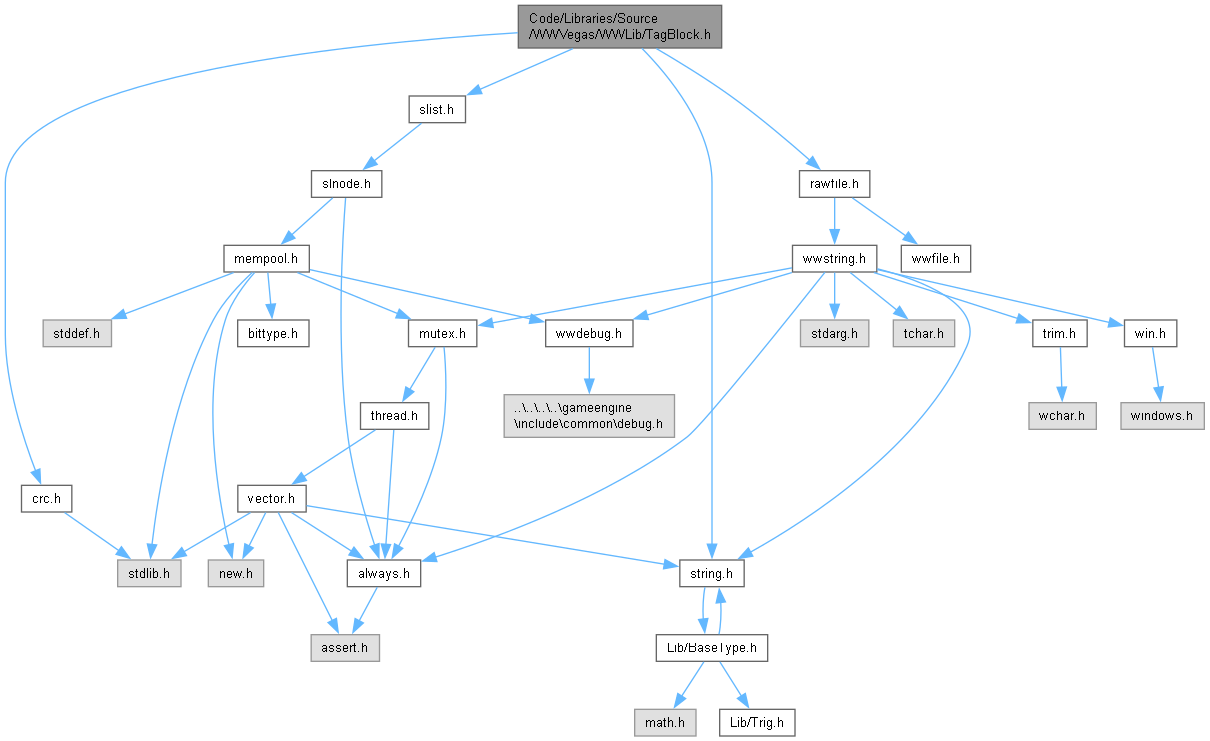 Code/Libraries/Source
/WWVegas/WWLib/TagBlock.h
slist.h
slnode.h
rawfile.h
mempool.h
wwstring.h
wwfile.h
stddef.h
bittype.h
mutex.h
wwdebug.h
stdarg.h
tchar.h
trim.h
win.h
thread.h
..\..\..\..\gameengine
\include\common\debug.h
wchar.h
windows.h
crc.h
vector.h
stdlib.h
new.h
always.h
string.h
assert.h
Lib/BaseType.h
math.h
Lib/Trig.h